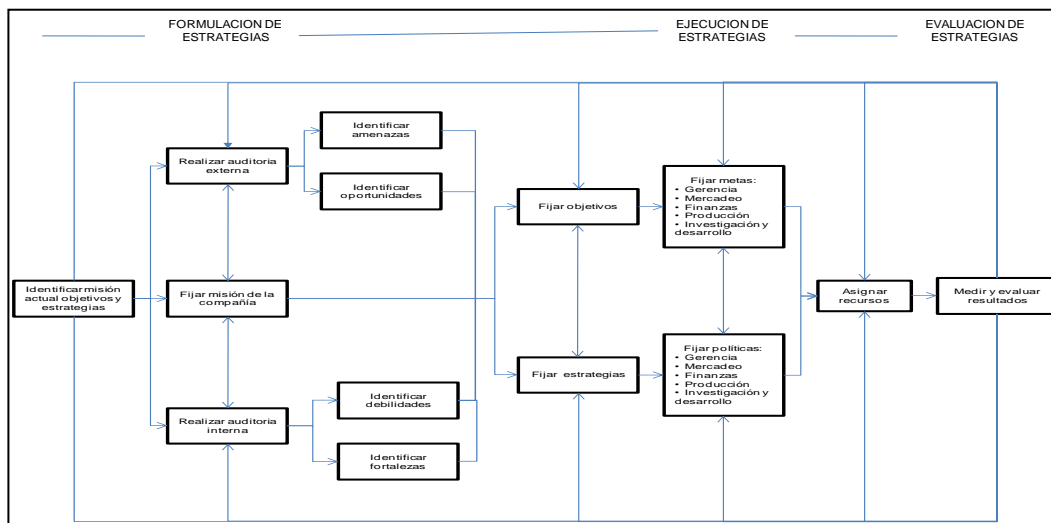 FORMULACION DE
ESTRATEGIAS
EJECUCION DE
ESTRATEGIAS
EVALUACION DE
ESTRATEGIAS
Identificar
amenazas
Realizar auditoria
externa
Identificar
oportunidades
Identificar misión
actual objetivos y
estrategias
Fijar misión de la
compañía
Realizar auditoria
interna
Identificar
debilidades
Identificar
fortalezas
Fijar objetivos
Fijar estrategias
Fijar metas:
• Gerencia
• Mercadeo
• Finanzas
• Producción
• Investigación y
desarrollo
Fijar políticas:
• Gerencia
• Mercadeo
• Finanzas
• Producción
• Investigación y
desarrollo
Asignar
recursos
Medir y evaluar
resultados